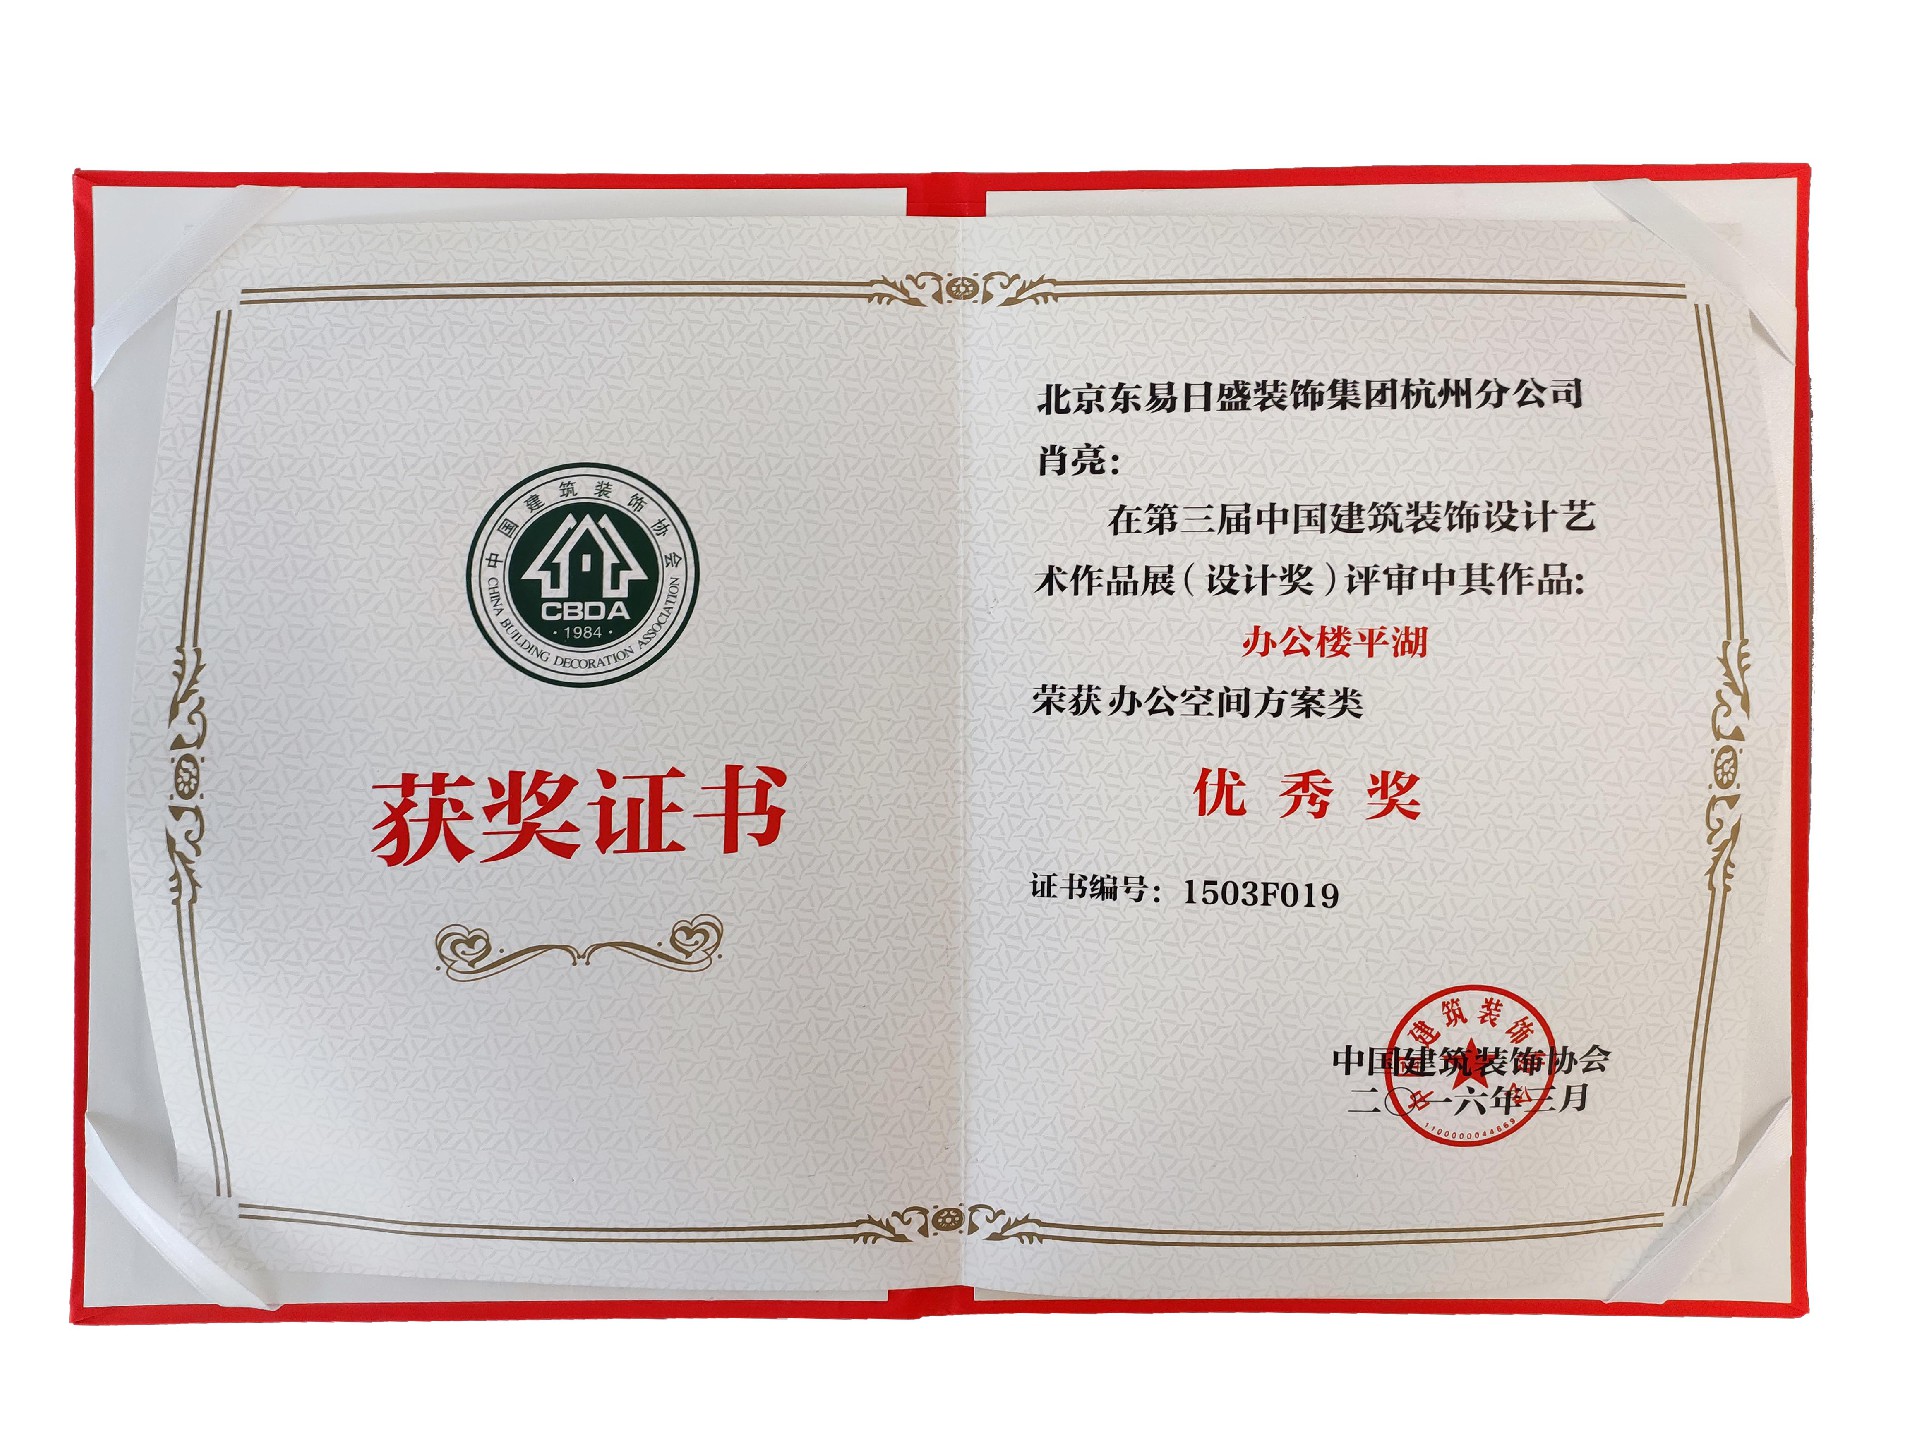 中国建筑装饰协会
CBDA
·1984·
CHINA BUILDING DECORATION ASSOCIATION
获奖证书
北京东易日盛装饰集团杭州分公司
肖亮：
在第三届中国建筑装饰设计艺
术作品展（设计奖）评审中其作品：
办公楼平湖
荣获办公空间方案类
优秀奖
证书编号：1503F019
中国建筑装饰协会
二〇一六年三月
中国建筑装饰协会
1100000044669